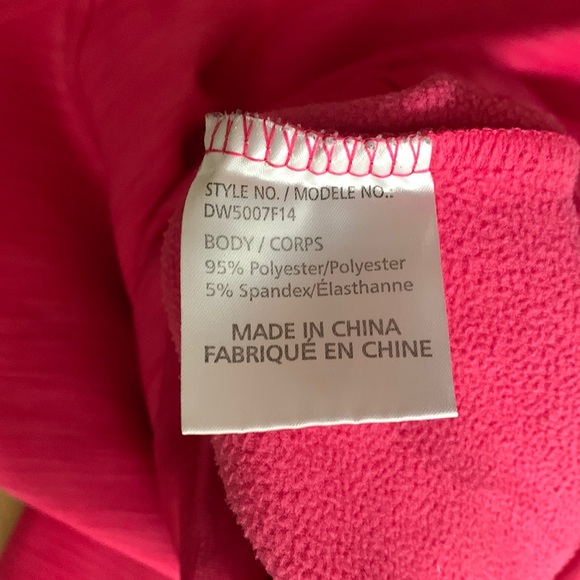 STYLE NO. / MODELE NO.:
DW5007F14
BODY / CORPS
95% Polyester/Polyester
5% Spandex/Élasthanne
MADE IN CHINA
FABRIQUÉ EN CHINE